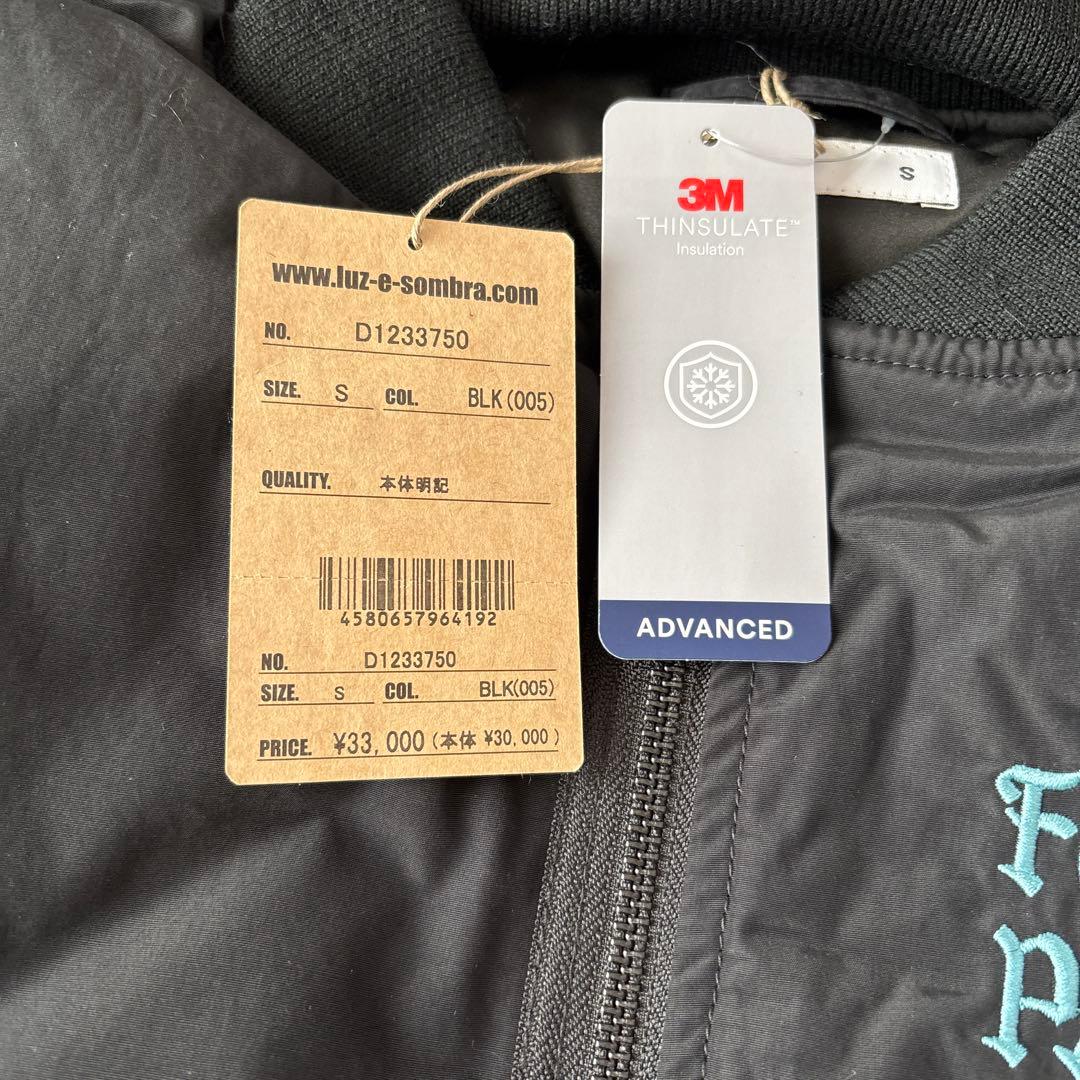 www.luz-e-sombra.com
NO. D1233750
SIZE. S COL. BLK(005)
QUALITY. 本体明記
4580657964192
NO. D1233750
SIZE. S COL. BLK(005)
PRICE. ¥33,000(本体 ¥30,000)
3M
THINSULATE™
Insulation
ADVANCED
S